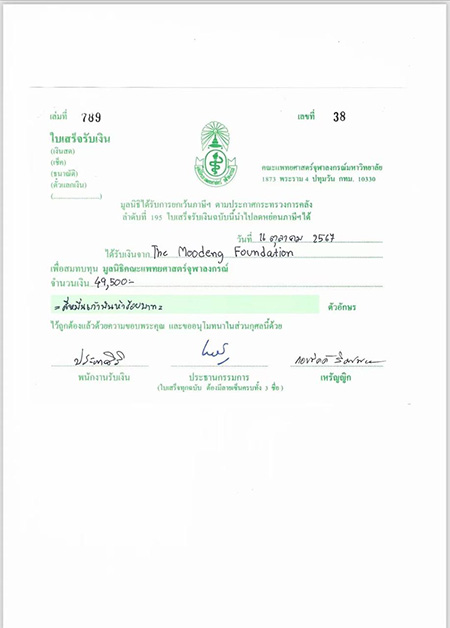 เล่มที่ 789 เลขที่ 38
ใบเสร็จรับเงิน
(เงินสด)
(เช็ค)
(ธนาณัติ)
(ตั๋วแลกเงิน)
(....................)
คณะแพทยศาสตร์จุฬาลงกรณ์มหาวิทยาลัย
1873 พระราม 4 ปทุมวัน กทม. 10330
มูลนิธิได้รับการยกเว้นภาษีฯ ตามประกาศกระทรวงการคลัง
ลำดับที่ 195 ใบเสร็จรับเงินฉบับนี้นำไปลดหย่อนภาษีได้
วันที่ 16 ตุลาคม 2567
ได้รับเงินจาก The Moodeng Foundation
เพื่อสมทบทุน มูลนิธิคณะแพทยศาสตร์จุฬาลงกรณ์
จำนวนเงิน 49,500.-
= สี่หมื่นเก้าพันห้าร้อยบาท = ตัวอักษร
ไว้ถูกต้องแล้วด้วยความขอบพระคุณ และขออนุโมทนาในส่วนกุศลนี้ด้วย
พนักงานรับเงิน ประธานกรรมการ เหรัญญิก
(ใบเสร็จทุกฉบับ ต้องมีลายเซ็นครบทั้ง 3 ชื่อ)